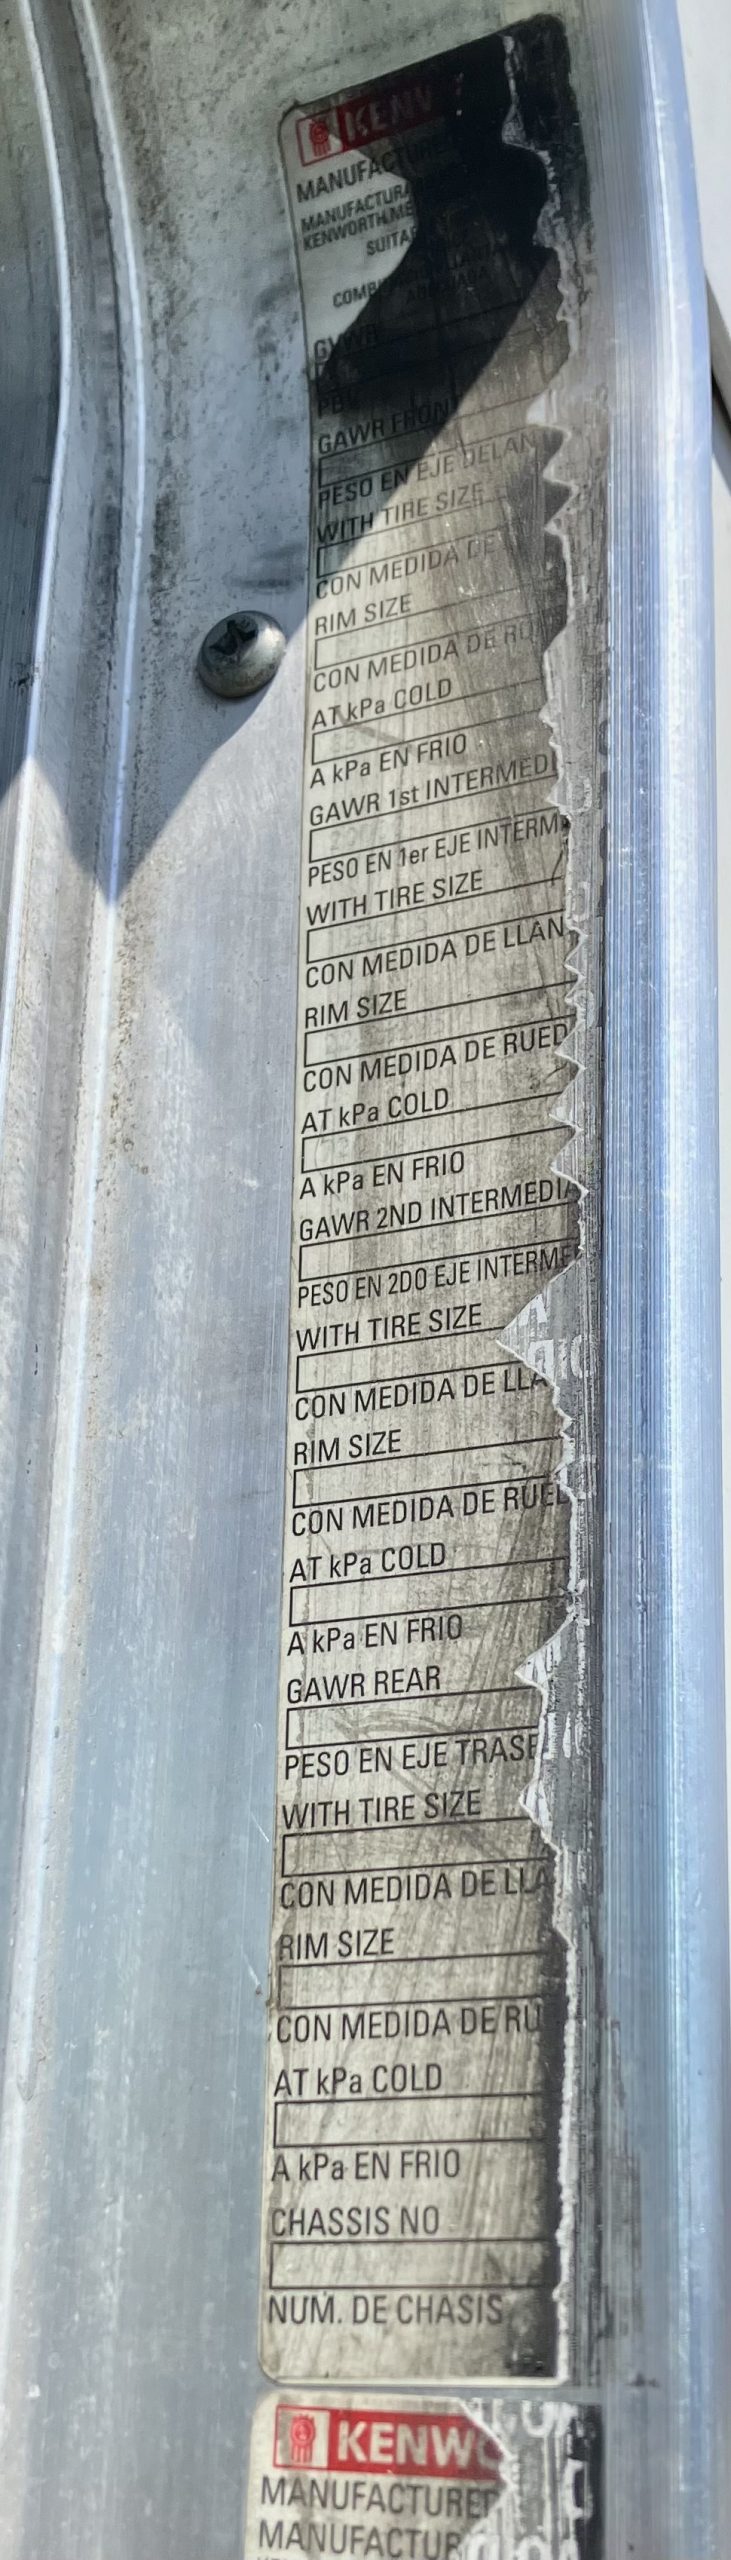 KENW
MANUFACTURE
MANUFACTURA
KENWORTH ME
SUITA
COMB
GVWR
PB
GAWR FRONT
PESO EN EJE DELAN
WITH TIRE SIZE
CON MEDIDA DE
RIM SIZE
CON MEDIDA DE RU
AT kPa COLD
A kPa EN FRIO
GAWR 1st INTERMEDI
PESO EN 1er EJE INTERM
WITH TIRE SIZE
CON MEDIDA DE LLAN
RIM SIZE
CON MEDIDA DE RUED
AT kPa COLD
A kPa EN FRIO
GAWR 2ND INTERMEDIA
PESO EN 2DO EJE INTERME
WITH TIRE SIZE
CON MEDIDA DE LLA
RIM SIZE
CON MEDIDA DE RUED
AT kPa COLD
A kPa EN FRIO
GAWR REAR
PESO EN EJE TRASE
WITH TIRE SIZE
CON MEDIDA DE LLA
RIM SIZE
CON MEDIDA DE RU
AT kPa COLD
A kPa EN FRIO
CHASSIS NO
NUM. DE CHASIS
KENWO
MANUFACTURED
MANUFACTUR